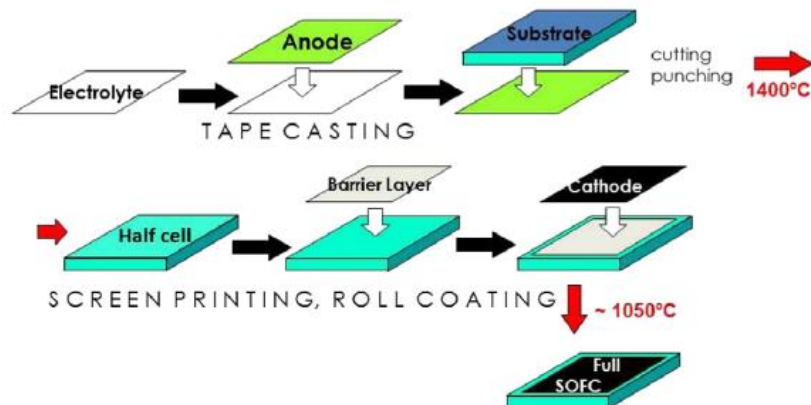 Electrolyte
Anode
Substrate
cutting
punching
1400°C
TAPE CASTING
Half cell
Barrier Layer
Cathode
SCREEN PRINTING, ROLL COATING
~ 1050°C
Full
SOFC